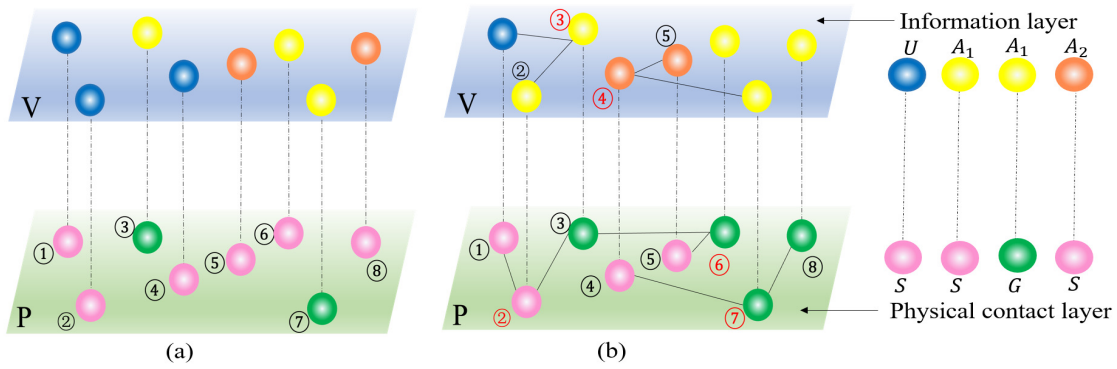 V
P
①
②
③
④
⑤
⑥
⑦
⑧
(a)
③
⑤
②
④
V
P
①
②
③
④
⑤
⑥
⑦
⑧
(b)
Information layer
U A₁ A₁ A₂
S S G S
Physical contact layer